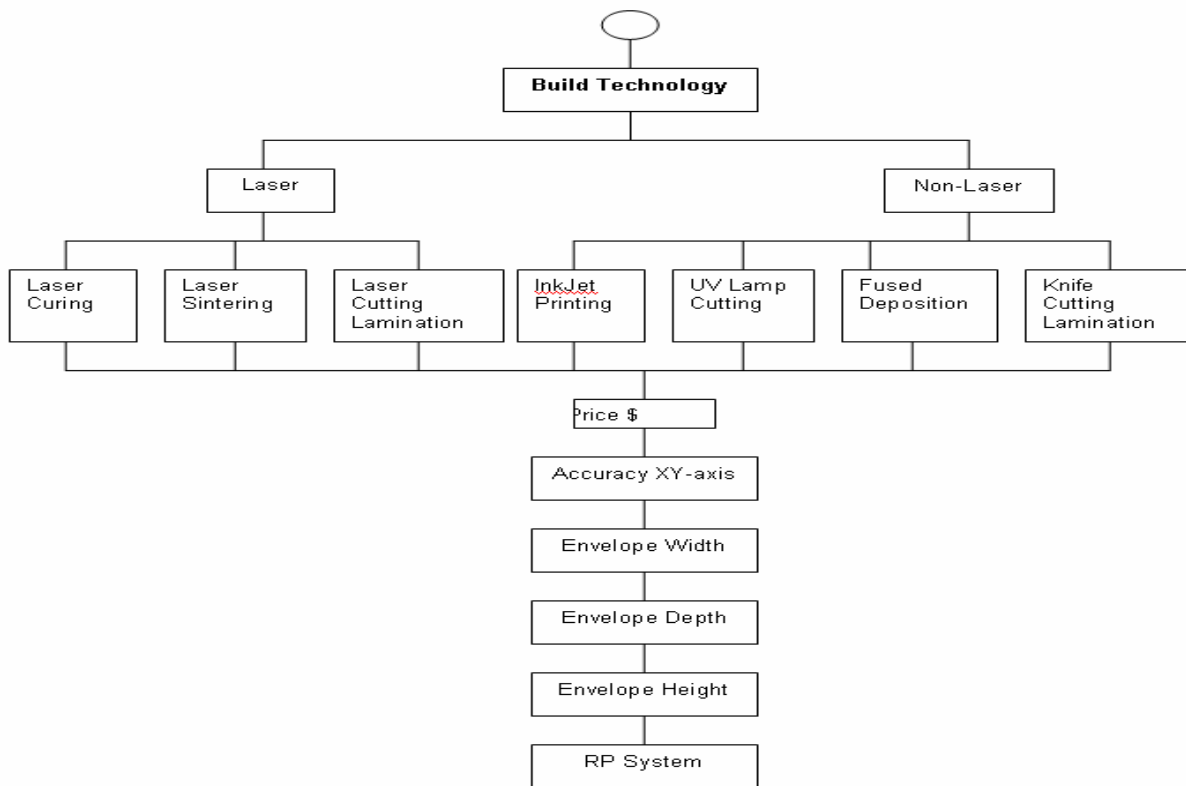 Build Technology
Laser
Non-Laser
Laser
Curing
Laser
Sintering
Laser
Cutting
Lamination
InkJet
Printing
UV Lamp
Cutting
Fused
Deposition
Knife
Cutting
Lamination
Price $
Accuracy XY-axis
Envelope Width
Envelope Depth
Envelope Height
RP System